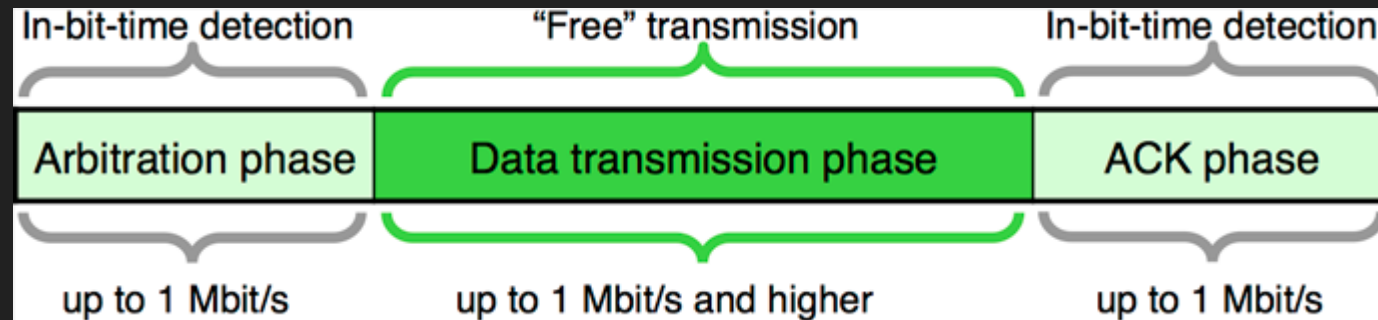 In-bit-time detection
“Free” transmission
In-bit-time detection
Arbitration phase
Data transmission phase
ACK phase
up to 1 Mbit/s
up to 1 Mbit/s and higher
up to 1 Mbit/s